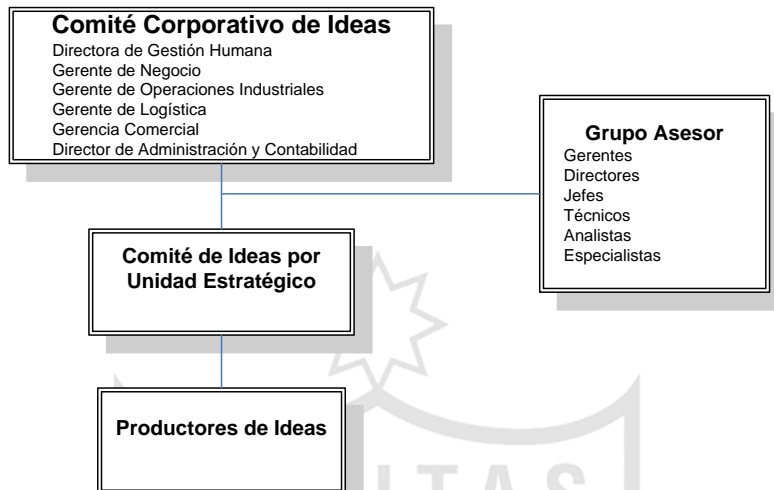 Comité Corporativo de Ideas
Directora de Gestión Humana
Gerente de Negocio
Gerente de Operaciones Industriales
Gerente de Logística
Gerencia Comercial
Director de Administración y Contabilidad
Grupo Asesor
Gerentes
Directores
Jefes
Técnicos
Analistas
Especialistas
Comité de Ideas por
Unidad Estratégico
Productores de Ideas
ITAS